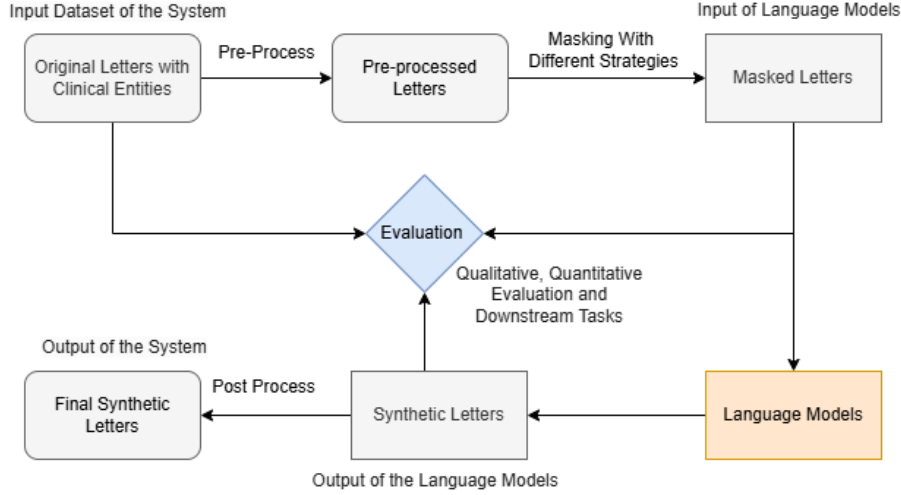 Input Dataset of the System
Input of Language Models
Original Letters with
Clinical Entities
Pre-Process
Pre-processed
Letters
Masking With
Different Strategies
Masked Letters
Evaluation
Qualitative, Quantitative
Evaluation and
Downstream Tasks
Output of the System
Final Synthetic
Letters
Post Process
Synthetic Letters
Language Models
Output of the Language Models